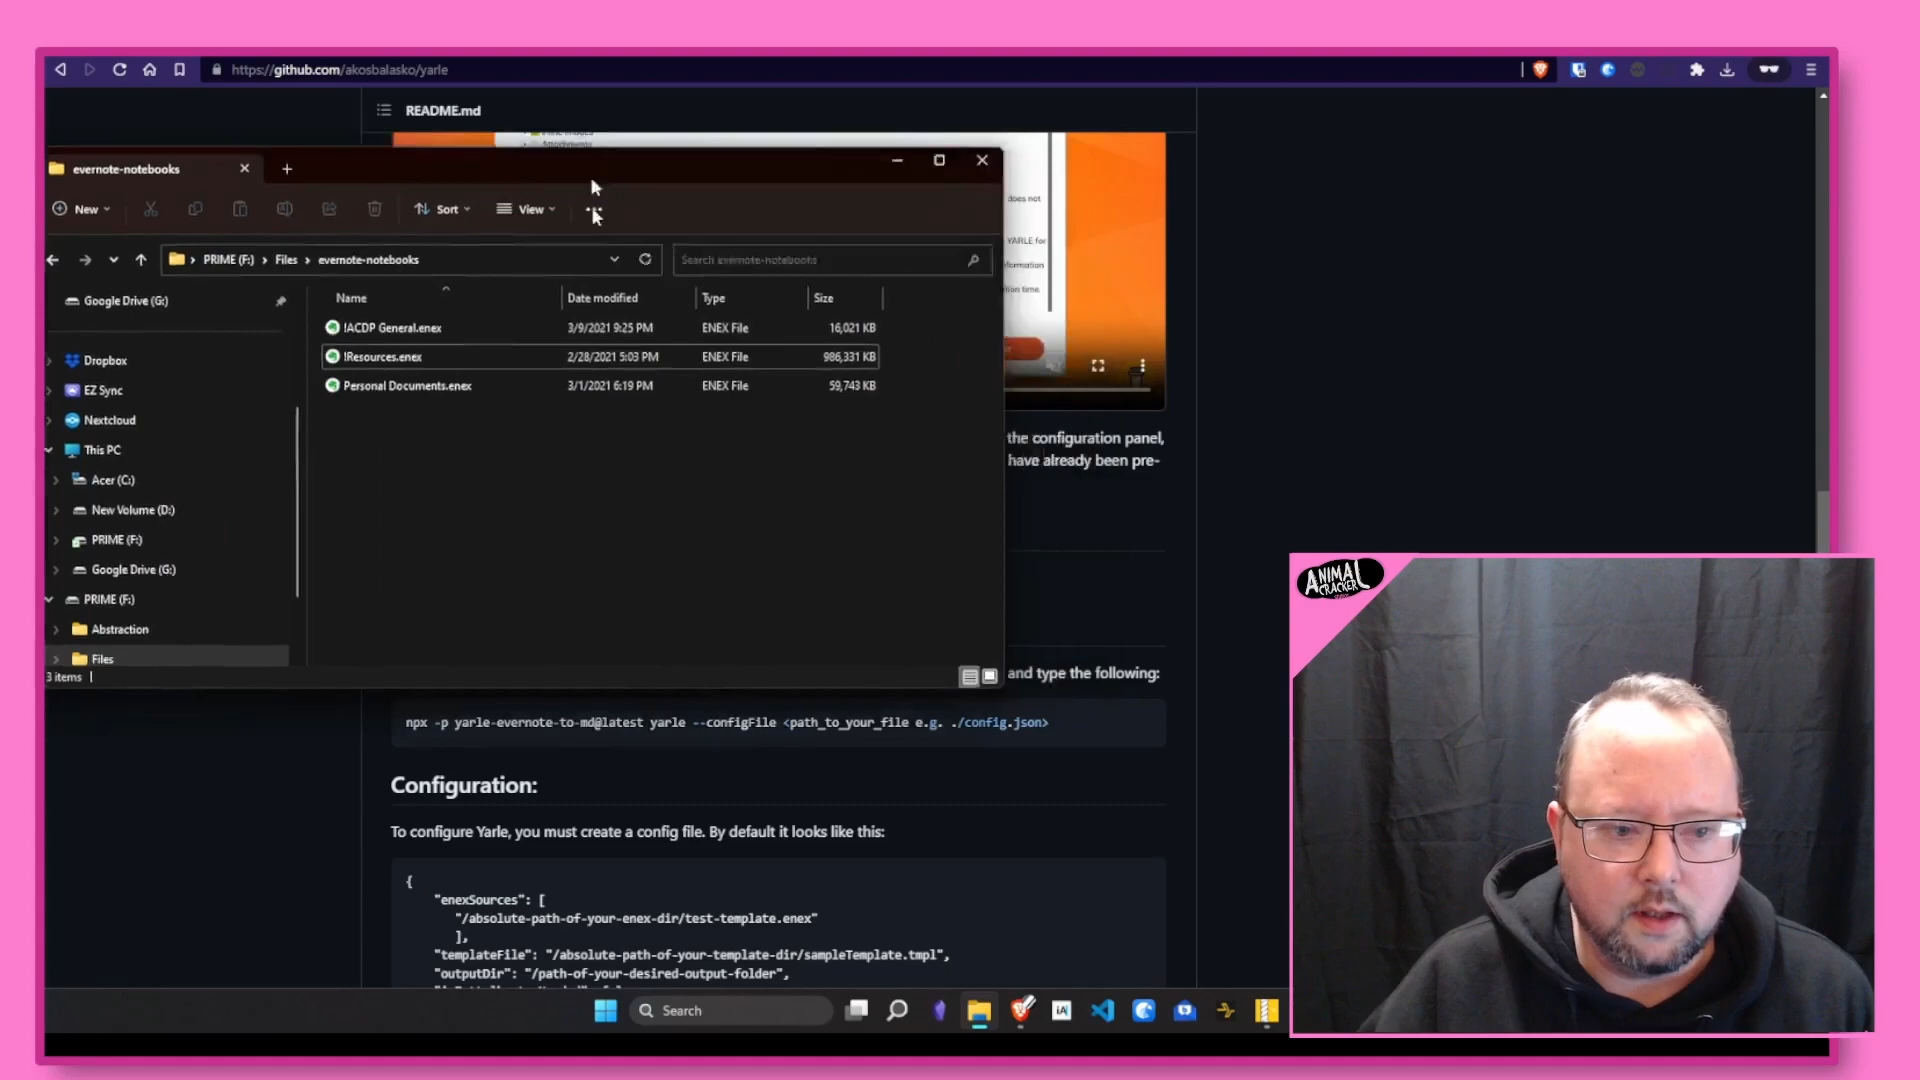 https://github.com/akosbalasko/yarle
README.md
does not
YARLE for
evernote-notebooks
New
Sort
View
PRIME (F:) > Files > evernote-notebooks
Search evernote-notebooks
Google Drive (G:)
Name
Date modified
Type
Size
!ACDP General.enex
3/9/2021 9:25 PM
ENEX File
16,021 KB
!Resources.enex
2/28/2021 5:03 PM
ENEX File
986,331 KB
Personal Documents.enex
3/1/2021 6:19 PM
ENEX File
59,743 KB
Dropbox
EZ Sync
Nextcloud
This PC
Acer (C:)
New Volume (D:)
PRIME (F:)
Google Drive (G:)
PRIME (F:)
Abstraction
Files
3 items
the configuration panel,
have already been pre-
and type the following:
npx -p yarle-evernote-to-md@latest yarle --configFile <path_to_your_file e.g. ./config.json>
Configuration:
To configure Yarle, you must create a config file. By default it looks like this:
{
"enexSources": [
"/absolute-path-of-your-enex-dir/test-template.enex"
],
"templateFile": "/absolute-path-of-your-template-dir/sampleTemplate.tmpl",
"outputDir": "/path-of-your-desired-output-folder",
Search
iA
ANIMAL
CRACKER